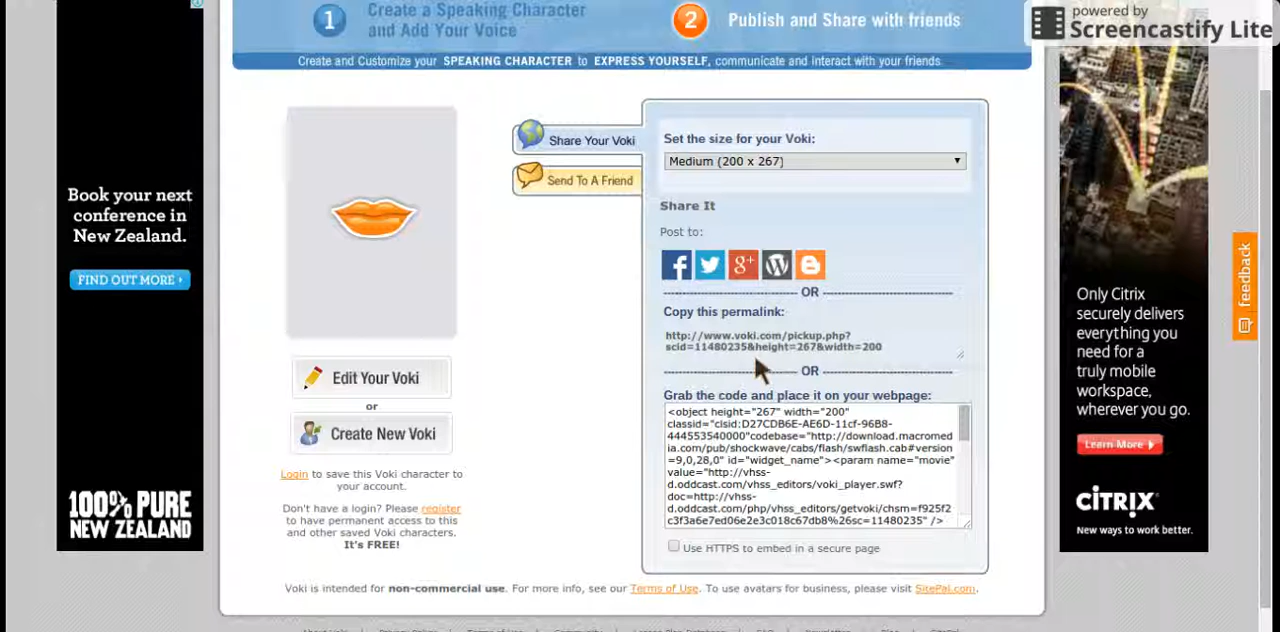 1
Create a Speaking Character
and Add Your Voice
2
Publish and Share with friends
powered by
Screencastify Lite
Create and Customize your SPEAKING CHARACTER to EXPRESS YOURSELF, communicate and interact with your friends.
Book your next
conference in
New Zealand.
FIND OUT MORE
100% PURE
NEW ZEALAND
Edit Your Voki
or
Create New Voki
Login to save this Voki character to
your account.
Don't have a login? Please register
to have permanent access to this
and other saved Voki characters.
It's FREE!
Share Your Voki
Send To A Friend
Set the size for your Voki:
Medium (200 x 267)
Share It
Post to:
OR
Copy this permalink:
http://www.voki.com/pickup.php?
scid=11480235&height=267&width=200
OR
Grab the code and place it on your webpage:
<object height="267" width="200"
classid="clsid:D27CDB6E-AE6D-11cf-96B8-
444553540000"codebase="http://download.macromed
ia.com/pub/shockwave/cabs/flash/swflash.cab#version
=9,0,28,0" id="widget_name"><param name="movie"
value="http://vhss-
d.oddcast.com/vhss_editors/voki_player.swf?
doc=http://vhss-
d.oddcast.com/php/vhss_editors/getvoki/chsm=f925f2
c3f3a6e7ed06e2e3c018c67db8%26sc=11480235" />
Use HTTPS to embed in a secure page
Voki is intended for non-commercial use. For more info, see our Terms of Use. To use avatars for business, please visit SitePal.com.
Only Citrix
securely delivers
everything you
need for a
truly mobile
workspace,
wherever you go.
Learn More
CITRIX
New ways to work better.
feedback